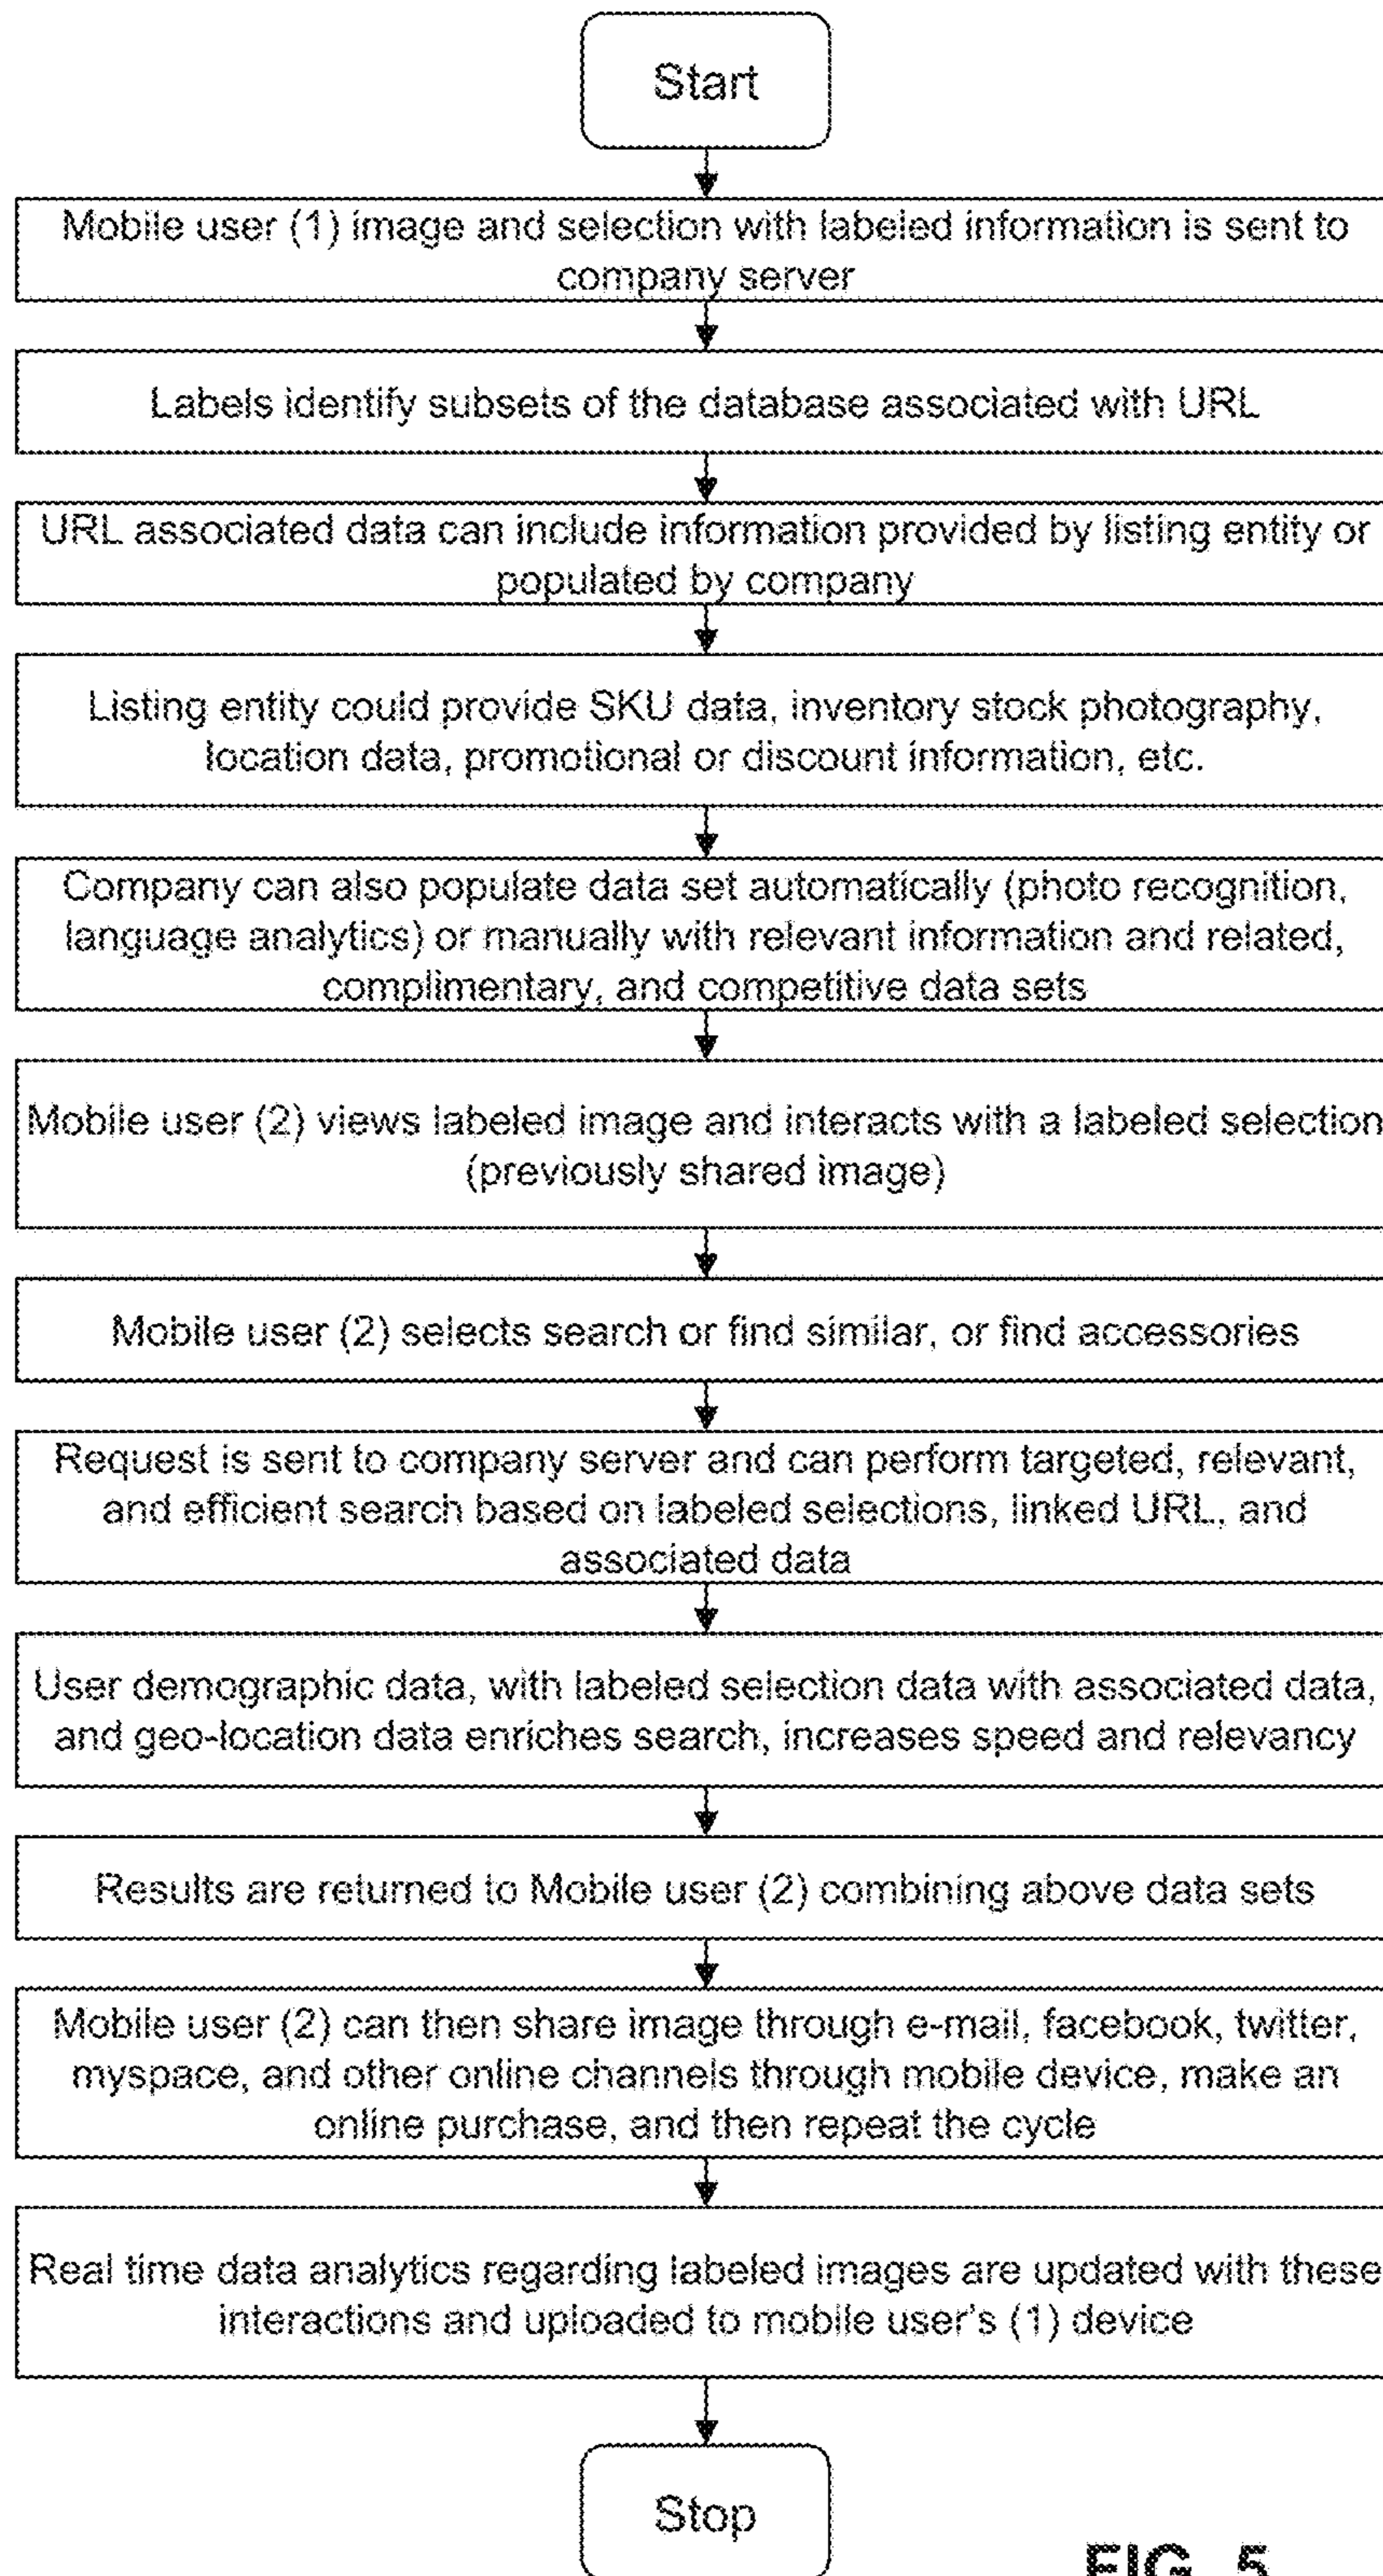 Start
Mobile user (1) image and selection with labeled information is sent to
company server
Labels identify subsets of the database associated with URL
URL associated data can include information provided by listing entity or
populated by company
Listing entity could provide SKU data, inventory stock photography,
location data, promotional or discount information, etc.
Company can also populate data set automatically (photo recognition,
language analytics) or manually with relevant information and related,
complimentary, and competitive data sets
Mobile user (2) views labeled image and interacts with a labeled selection
(previously shared image)
Mobile user (2) selects search or find similar, or find accessories
Request is sent to company server and can perform targeted, relevant,
and efficient search based on labeled selections, linked URL, and
associated data
User demographic data, with labeled selection data with associated data,
and geo-location data enriches search, increases speed and relevancy
Results are returned to Mobile user (2) combining above data sets
Mobile user (2) can then share image through e-mail, facebook, twitter,
myspace, and other online channels through mobile device, make an
online purchase, and then repeat the cycle
Real time data analytics regarding labeled images are updated with these
interactions and uploaded to mobile user's (1) device
Stop
FIG. 5